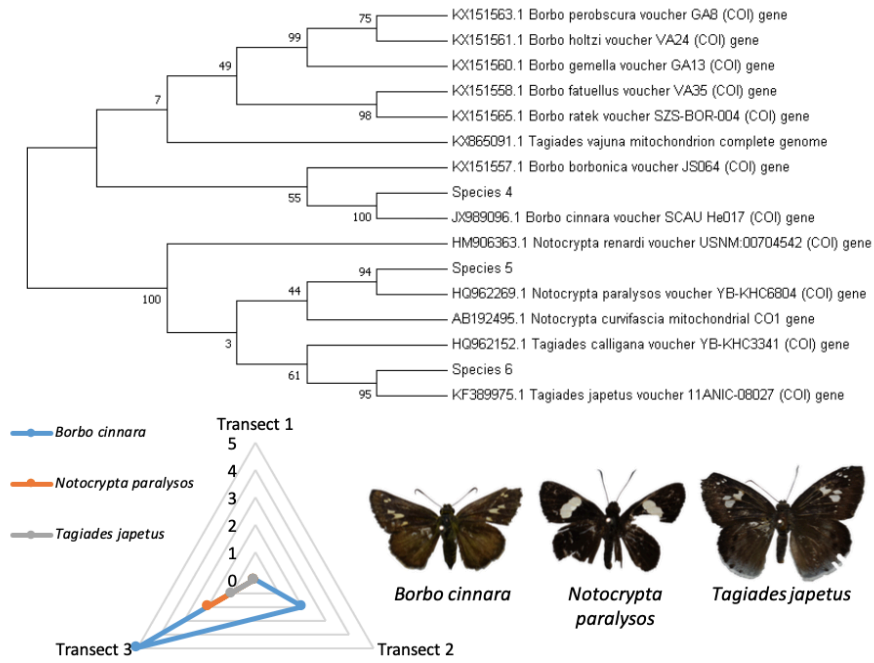 75
KX151563.1 Borbo perobscura voucher GA8 (COI) gene
99
KX151561.1 Borbo holtzi voucher VA24 (COI) gene
49
KX151560.1 Borbo gemella voucher GA13 (COI) gene
7
KX151558.1 Borbo fatuellus voucher VA35 (COI) gene
98
KX151565.1 Borbo ratek voucher SZS-BOR-004 (COI) gene
KX865091.1 Tagiades vajuna mitochondrion complete genome
KX151557.1 Borbo borbonica voucher JS064 (COI) gene
55
Species 4
100
JX989096.1 Borbo cinnara voucher SCAU He017 (COI) gene
HM906363.1 Notocrypta renardi voucher USNM:00704542 (COI) gene
100
94
Species 5
44
HQ962269.1 Notocrypta paralysos voucher YB-KHC6804 (COI) gene
AB192495.1 Notocrypta curvifascia mitochondrial CO1 gene
3
HQ962152.1 Tagiades calligana voucher YB-KHC3341 (COI) gene
61
Species 6
95
KF389975.1 Tagiades japetus voucher 11ANIC-08027 (COI) gene
Borbo cinnara
Notocrypta paralysos
Tagiades japetus
Transect 1
5
4
3
2
1
0
Transect 3
Transect 2
Borbo cinnara
Notocrypta
paralysos
Tagiades japetus